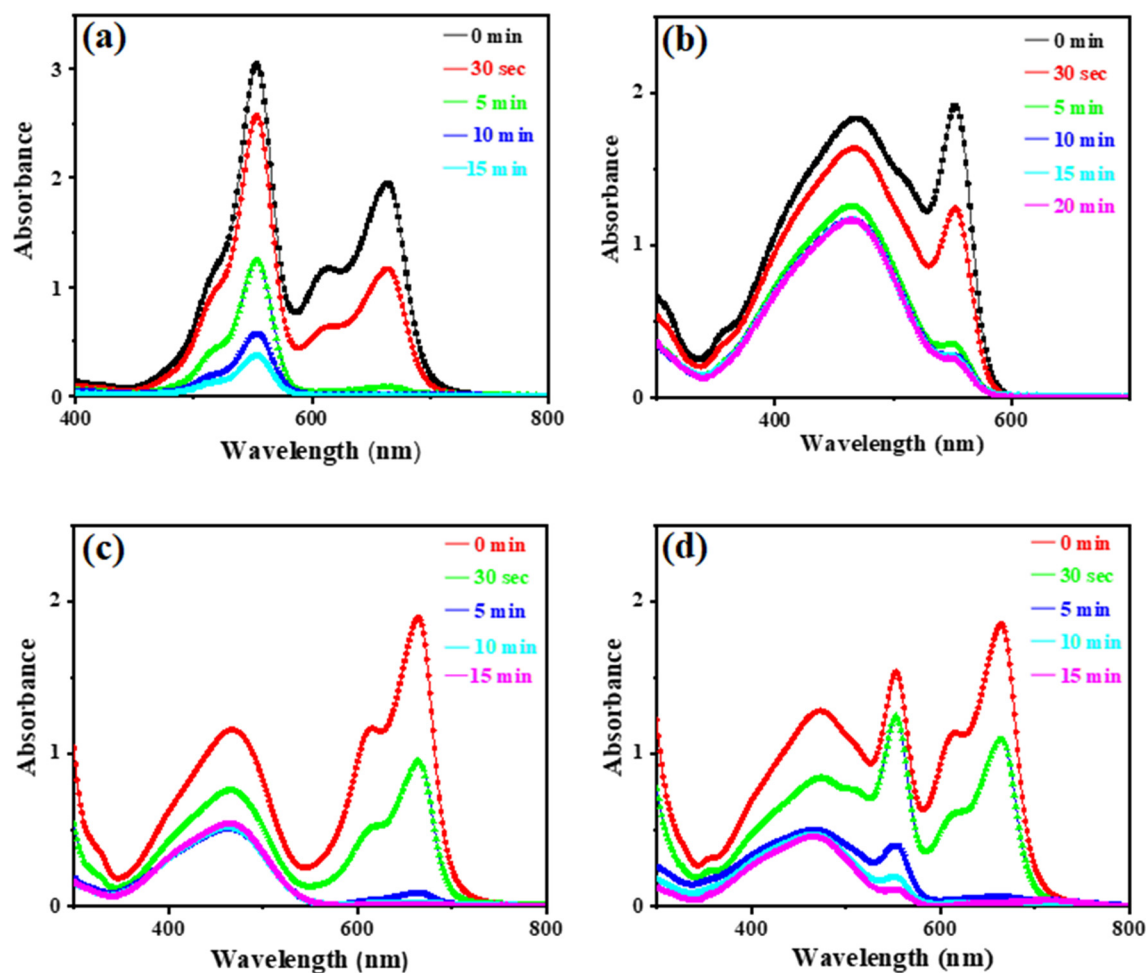 (a)
0 min
30 sec
5 min
10 min
15 min
3
2
1
0
400
600
800
Absorbance
Wavelength (nm)
(b)
0 min
30 sec
5 min
10 min
15 min
20 min
2
1
0
400
600
Absorbance
Wavelength (nm)
(c)
0 min
30 sec
5 min
10 min
15 min
2
1
0
400
600
800
Absorbance
Wavelength (nm)
(d)
0 min
30 sec
5 min
10 min
15 min
2
1
0
400
600
800
Absorbance
Wavelength (nm)